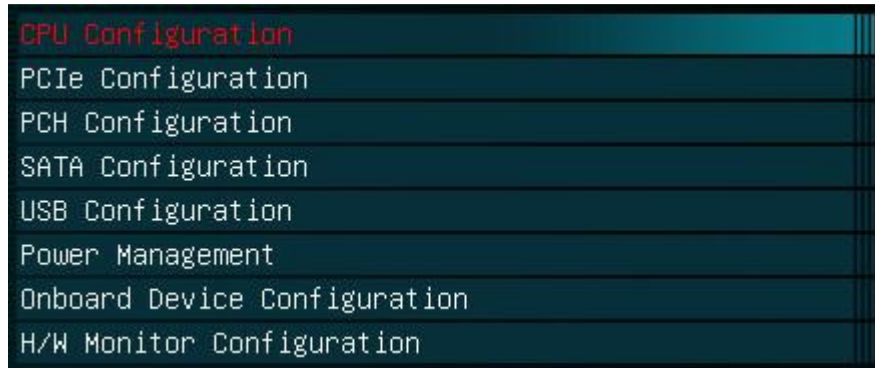 CPU Configuration
PCIe Configuration
PCH Configuration
SATA Configuration
USB Configuration
Power Management
Onboard Device Configuration
H/W Monitor Configuration